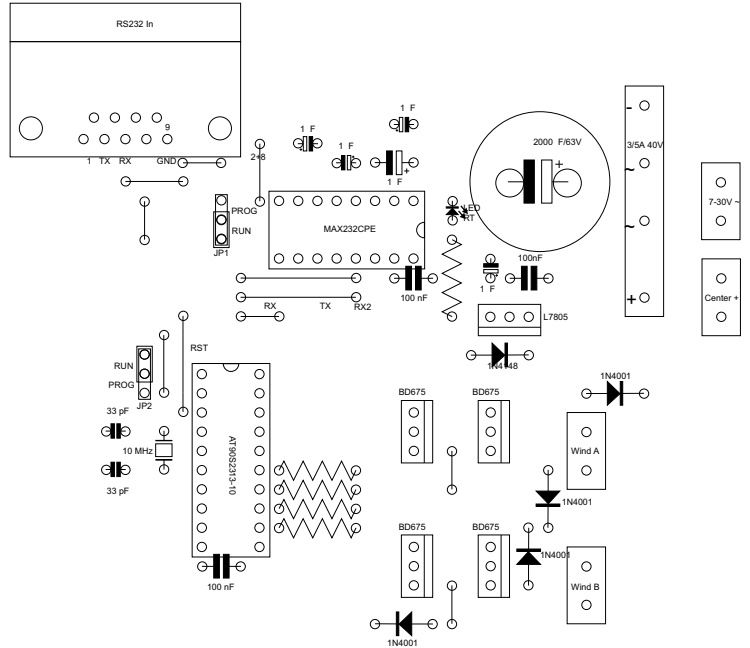 RS232 In
9
1 TX RX GND
2+8
1 F
1 F
1 F
1 F
+
2000 F/63V
+
-
3/5A 40V
~
~
+
7-30V ~
Center +
PROG
RUN
JP1
MAX232CPE
LED
RT
100nF
1 F
100 nF
RX TX RX2
L7805
1N4148
RST
RUN
PROG
JP2
33 pF
10 MHz
33 pF
AT90S2313-10
100 nF
BD675
BD675
1N4001
Wind A
1N4001
BD675
BD675
1N4001
Wind B
1N4001